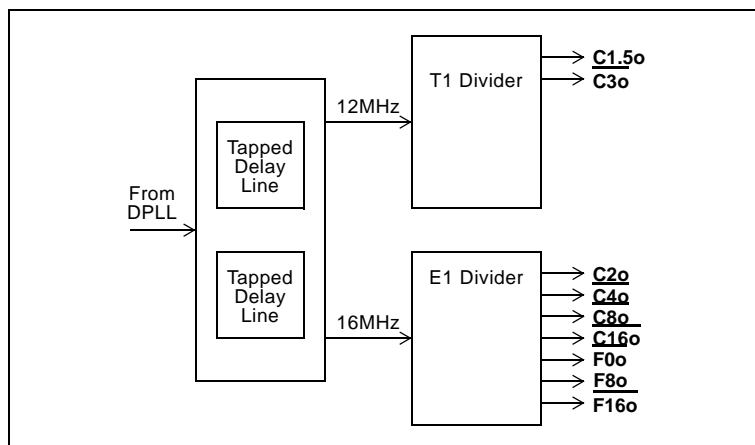 C1.5o
T1 Divider
C3o
12MHz
Tapped
Delay
Line
From
DPLL
Tapped
Delay
Line
16MHz
E1 Divider
C2o
C4o
C8o
C16o
F0o
F8o
F16o